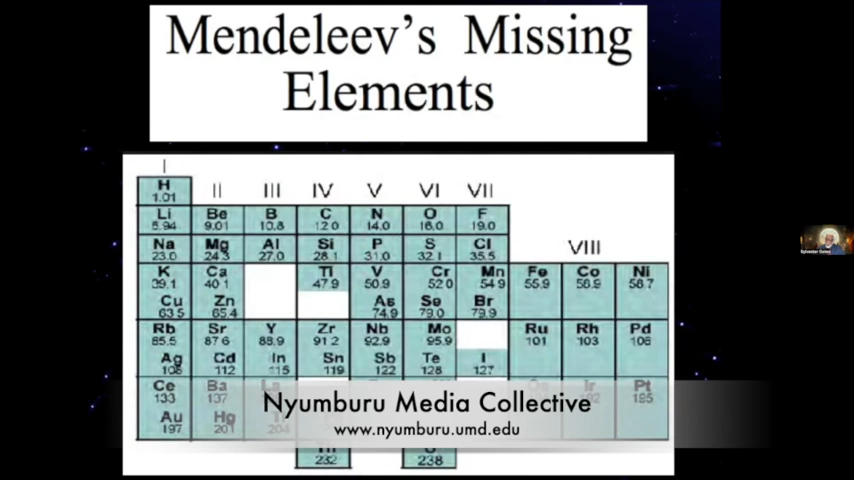 Mendeleev's Missing
Elements
I
II III IV V VI VII
VIII
H
1.01
Li Be B C N O F
5.94 9.01 10.8 12.0 14.0 16.0 19.0
Na Mg Al Si P S Cl
23.0 24.3 27.0 28.1 31.0 32.1 35.5
K Ca Ti V Cr Mn Fe Co Ni
39.1 40.1 47.9 50.9 52.0 54.9 55.9 58.9 58.7
Cu Zn As Se Br
63.5 65.4 74.9 79.0 79.9
Rb Sr Y Zr Nb Mo Ru Rh Pd
85.5 87.6 88.9 91.2 92.9 95.9 101 103 106
Ag Cd In Sn Sb Te I
108 112 115 119 122 128 127
Ce Ba La Ir Pt
133 137 195
Au Hg
197 201 204
232 238
Nyumburu Media Collective
www.nyumburu.umd.edu